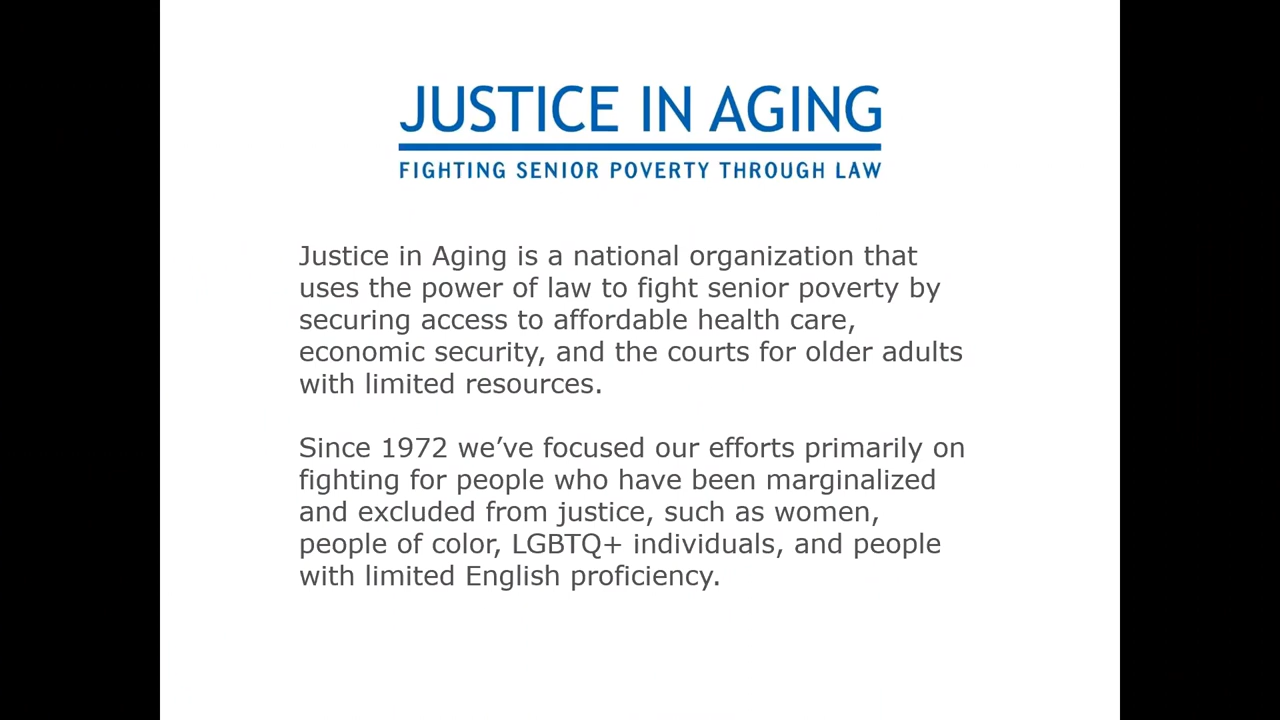 JUSTICE IN AGING
FIGHTING SENIOR POVERTY THROUGH LAW
Justice in Aging is a national organization that
uses the power of law to fight senior poverty by
securing access to affordable health care,
economic security, and the courts for older adults
with limited resources.
Since 1972 we’ve focused our efforts primarily on
fighting for people who have been marginalized
and excluded from justice, such as women,
people of color, LGBTQ+ individuals, and people
with limited English proficiency.